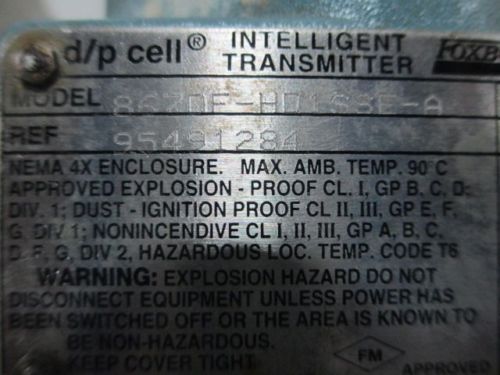 d/p cell® INTELLIGENT TRANSMITTER FOXB
MODEL
REF 95491284
NEMA 4X ENCLOSURE. MAX. AMB. TEMP. 90°C
APPROVED EXPLOSION - PROOF CL. I, GP B, C, D;
DIV. 1; DUST - IGNITION PROOF CL II, III, GP E, F,
G, DIV 1; NONINCENDIVE CL I, II, III, GP A, B, C,
D, F, G, DIV 2, HAZARDOUS LOC. TEMP. CODE T6
WARNING: EXPLOSION HAZARD DO NOT
DISCONNECT EQUIPMENT UNLESS POWER HAS
BEEN SWITCHED OFF OR THE AREA IS KNOWN
TO BE NON-HAZARDOUS.
KEEP COVER TIGHT
FM APPROVED